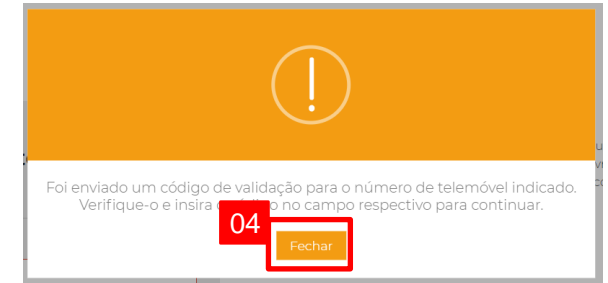 Foi enviado um código de validação para o número de telemóvel indicado.
Verifique-o e insira o no campo respectivo para continuar.
04
Fechar